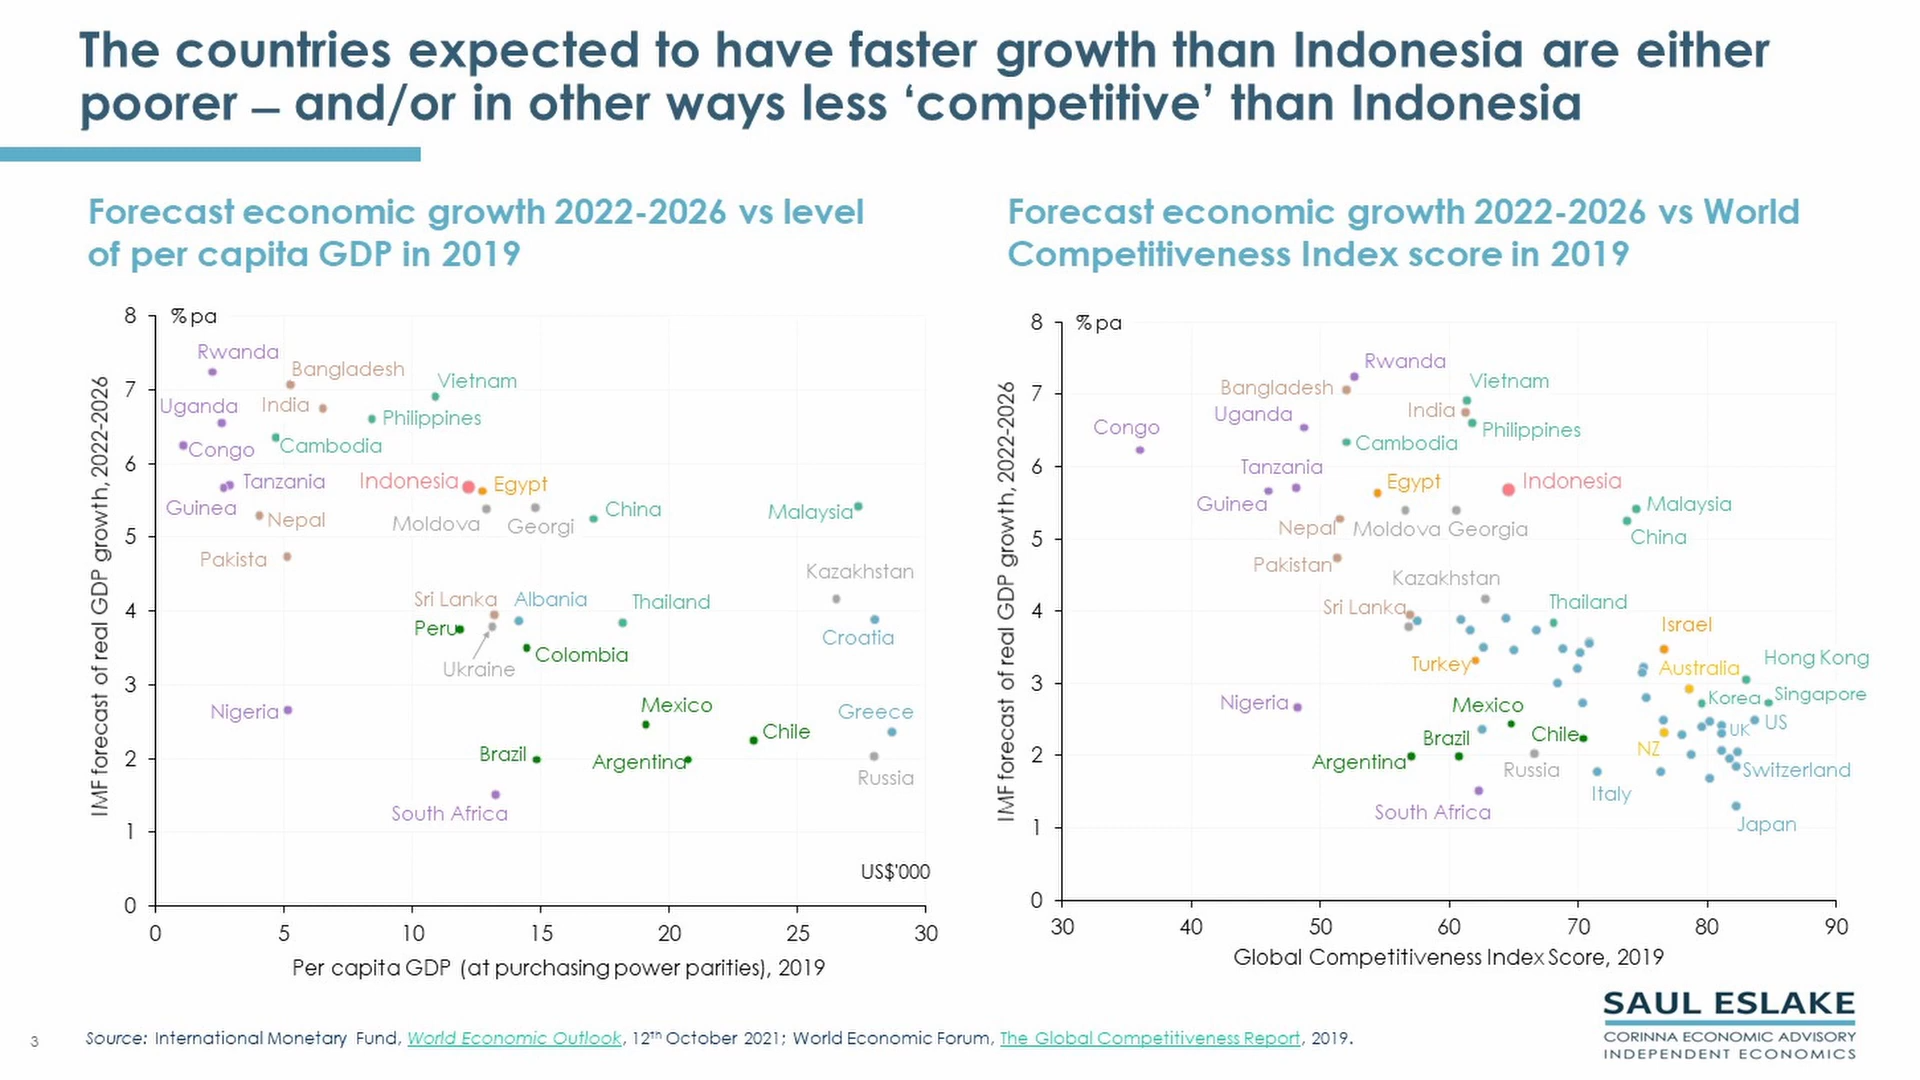 The countries expected to have faster growth than Indonesia are either
poorer – and/or in other ways less ‘competitive’ than Indonesia
Forecast economic growth 2022-2026 vs level
of per capita GDP in 2019
IMF forecast of real GDP growth, 2022-2026
8
7
6
5
4
3
2
1
0
% pa
Rwanda
Bangladesh
Vietnam
Uganda
India
Philippines
Congo
Cambodia
Tanzania
Indonesia
Egypt
Guinea
Nepal
Moldova
Georgi
China
Malaysia
Pakista
Kazakhstan
Sri Lanka
Albania
Thailand
Peru
Croatia
Ukraine
Colombia
Nigeria
Mexico
Greece
Chile
Brazil
Argentina
Russia
South Africa
US$'000
0 5 10 15 20 25 30
Per capita GDP (at purchasing power parities), 2019
Forecast economic growth 2022-2026 vs World
Competitiveness Index score in 2019
IMF forecast of real GDP growth, 2022-2026
8
7
6
5
4
3
2
1
0
% pa
Rwanda
Bangladesh
Vietnam
Uganda
India
Congo
Philippines
Cambodia
Tanzania
Egypt
Indonesia
Guinea
Malaysia
Nepal
Moldova
Georgia
China
Pakistan
Kazakhstan
Sri Lanka
Thailand
Israel
Turkey
Australia
Hong Kong
Nigeria
Mexico
Korea
Singapore
Brazil
Chile
UK
US
NZ
Argentina
Russia
Switzerland
Italy
South Africa
Japan
30 40 50 60 70 80 90
Global Competitiveness Index Score, 2019
3
Source: International Monetary Fund, World Economic Outlook, 12th October 2021; World Economic Forum, The Global Competitiveness Report, 2019.
SAUL ESLAKE
CORINNA ECONOMIC ADVISORY
INDEPENDENT ECONOMICS